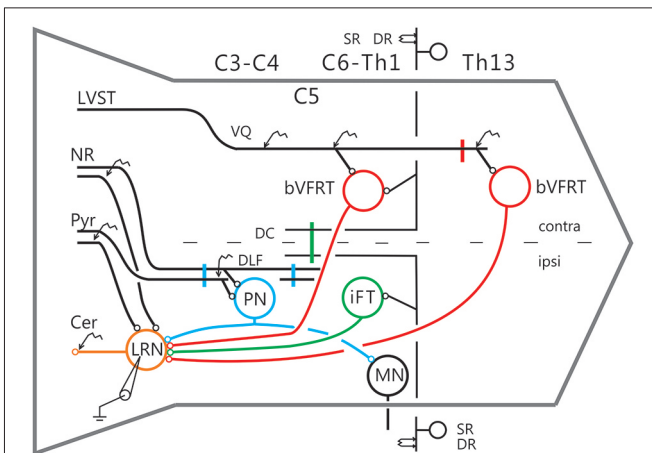 SR DR
C3-C4 C6-Th1 Th13
C5
LVST
VQ
NR
bVFRT bVFRT
Pyr
DC contra
DLF ipsi
PN iFT
Cer
LRN
MN
SR
DR